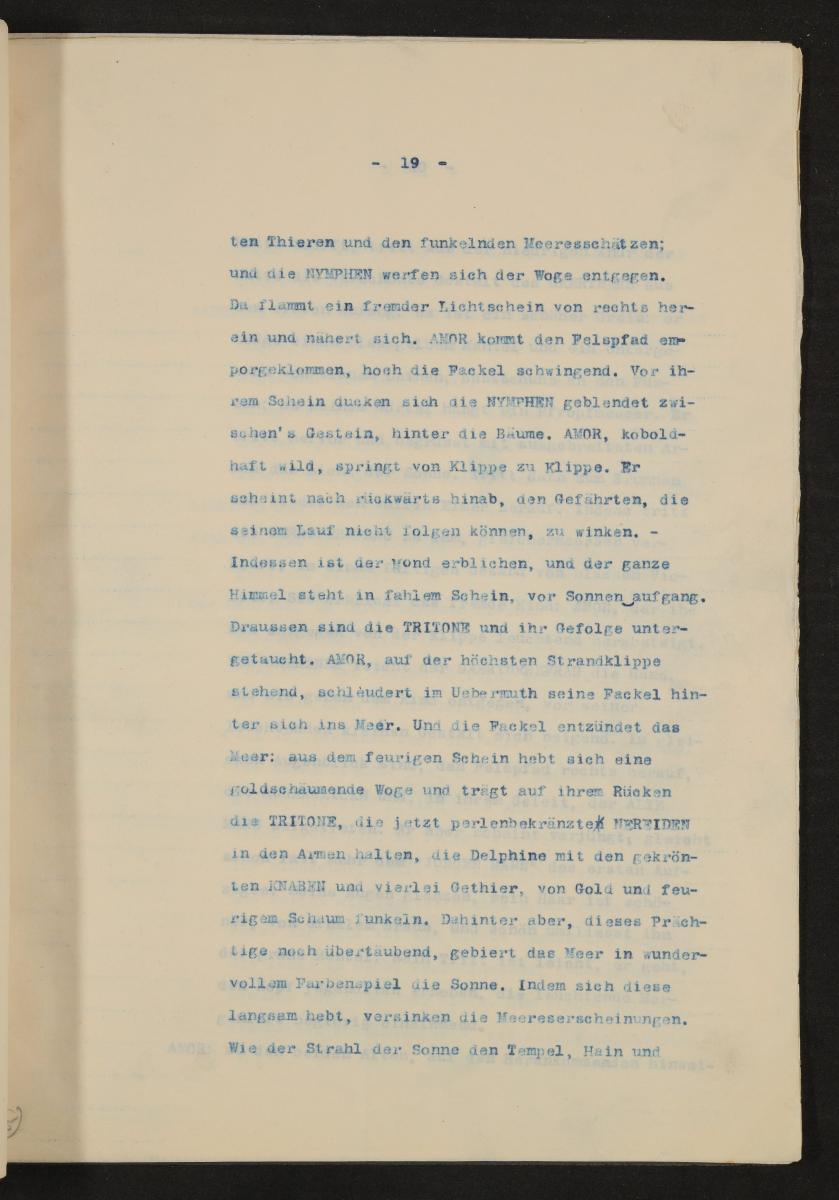 - 19 -
ten Thieren und den funkelnden Meeresschätzen;
und die NYMPHEN werfen sich der Woge entgegen.
Da flammt ein fremder Lichtschein von rechts her-
ein und nähert sich. AMOR kommt den Felspfad em-
porgeklommen, hoch die Fackel schwingend. Vor ih-
rem Schein ducken sich die NYMPHEN geblendet zwi-
schen's Gestein, hinter die Bäume. AMOR, kobold-
haft wild, springt von Klippe zu Klippe. Er
scheint nach rückwärts hinab, den Gefährten, die
seinem Lauf nicht folgen können, zu winken. -
Indessen ist der Mond erblichen, und der ganze
Himmel steht in fahlem Schein, vor Sonnenaufgang.
Draussen sind die TRITONE und ihr Gefolge unter-
getaucht. AMOR, auf der höchsten Strandklippe
stehend, schleudert im Uebermuth seine Fackel hin-
ter sich ins Meer. Und die Fackel entzündet das
Meer: aus dem feurigen Schein hebt sich eine
goldschäumende Woge und trägt auf ihrem Rücken
die TRITONE, die jetzt perlenbekränzte NEREIDEN
in den Armen halten, die Delphine mit den gekrön-
ten KNABEN und vierlei Gethier, von Gold und feu-
rigem Schaum funkeln. Dahinter aber, dieses Präch-
tige noch übertäubend, gebiert das Meer in wunder-
vollem Farbenspiel die Sonne. Indem sich diese
langsam hebt, versinken die Meereserscheinungen.
Wie der Strahl der Sonne den Tempel, Hain und